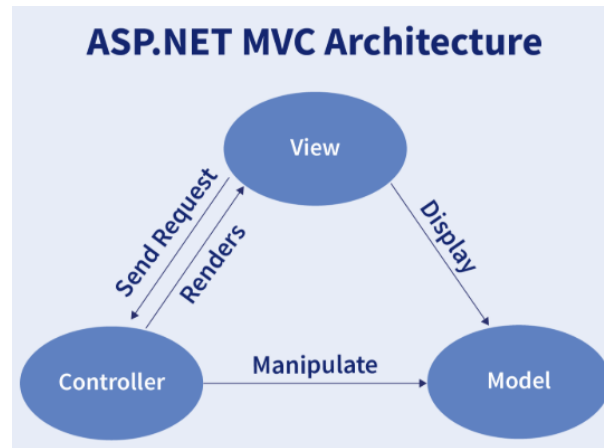 ASP.NET MVC Architecture
View
Send Request
Renders
Display
Controller
Manipulate
Model